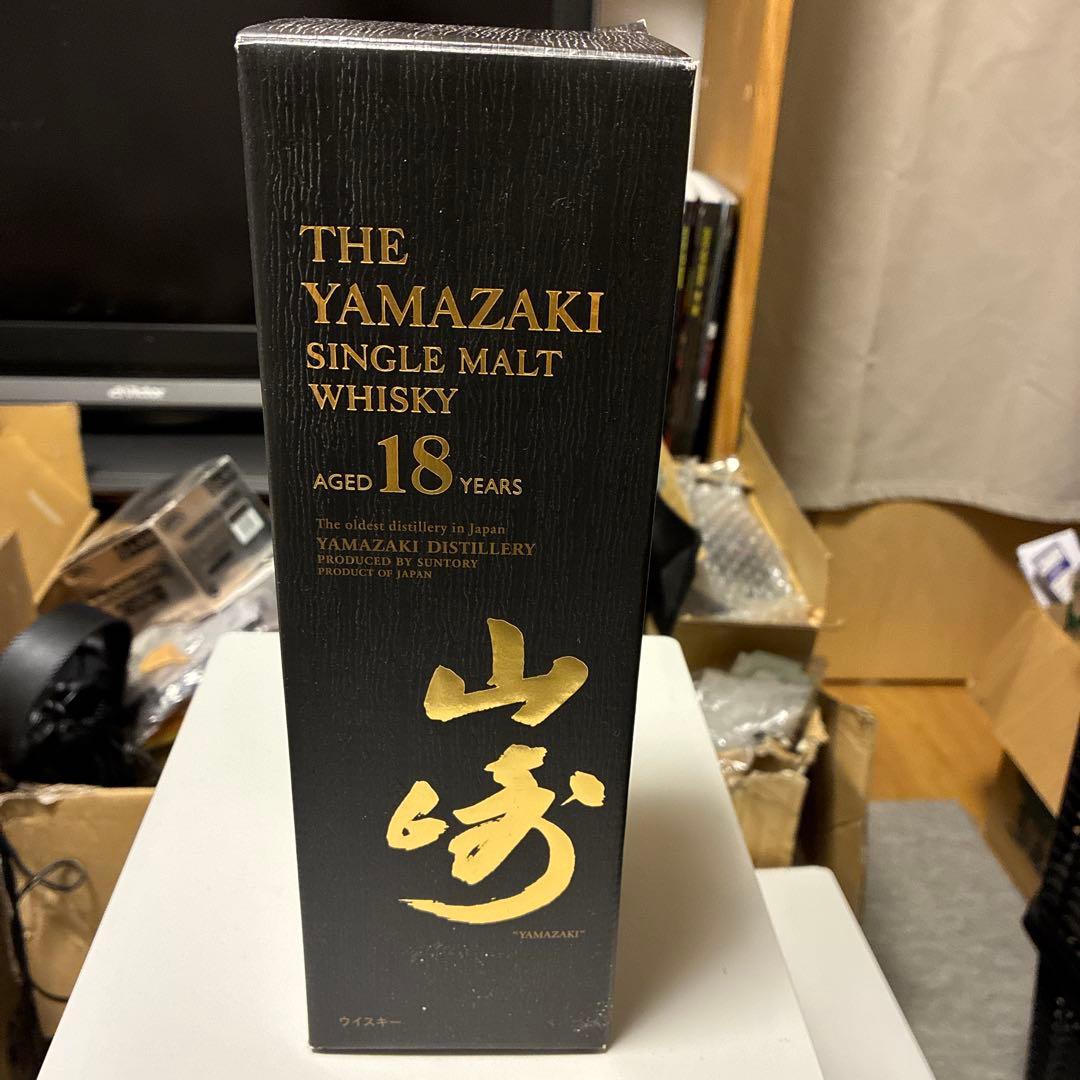 THE
YAMAZAKI
SINGLE MALT
WHISKY
AGED 18 YEARS
The oldest distillery in Japan
YAMAZAKI DISTILLERY
PRODUCED BY SUNTORY
PRODUCT OF JAPAN
山
崎
"YAMAZAKI"
ウイスキー